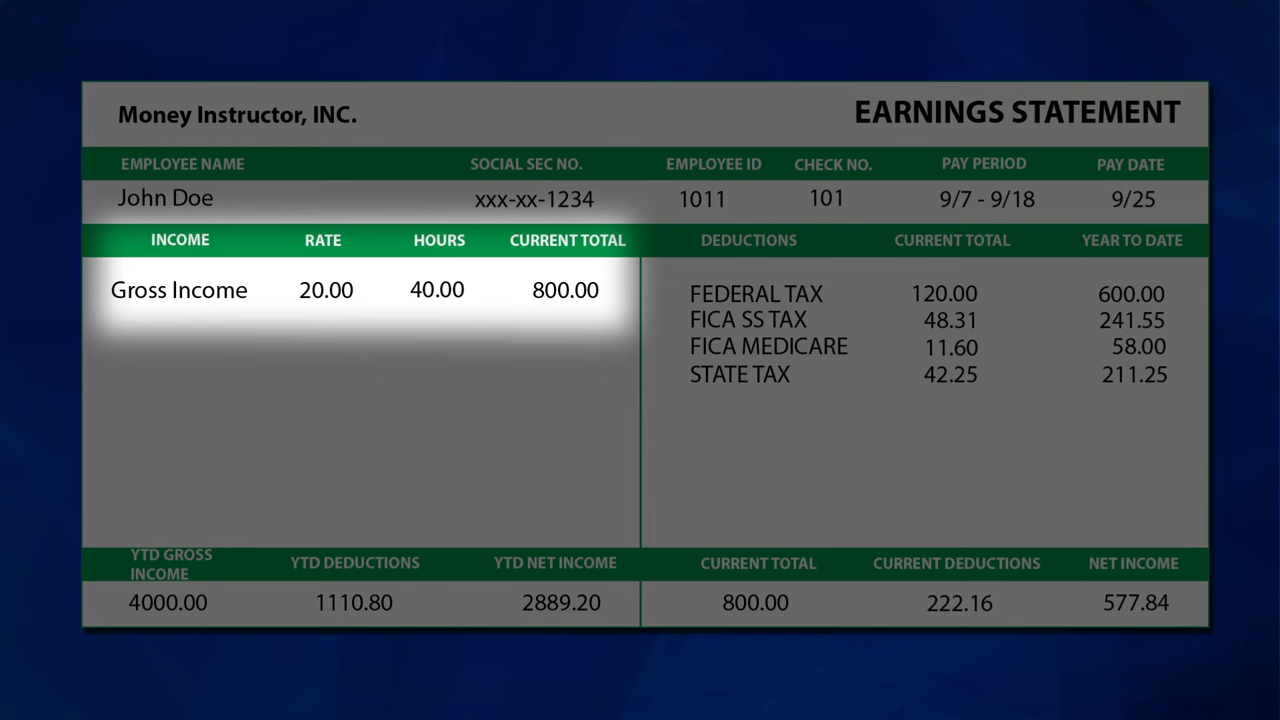 Money Instructor, INC. EARNINGS STATEMENT
EMPLOYEE NAME SOCIAL SEC NO. EMPLOYEE ID CHECK NO. PAY PERIOD PAY DATE
John Doe xxx-xx-1234 1011 101 9/7 - 9/18 9/25
INCOME RATE HOURS CURRENT TOTAL DEDUCTIONS CURRENT TOTAL YEAR TO DATE
Gross Income 20.00 40.00 800.00 FEDERAL TAX 120.00 600.00
FICA SS TAX 48.31 241.55
FICA MEDICARE 11.60 58.00
STATE TAX 42.25 211.25
YTD GROSS INCOME YTD DEDUCTIONS YTD NET INCOME CURRENT TOTAL CURRENT DEDUCTIONS NET INCOME
4000.00 1110.80 2889.20 800.00 222.16 577.84